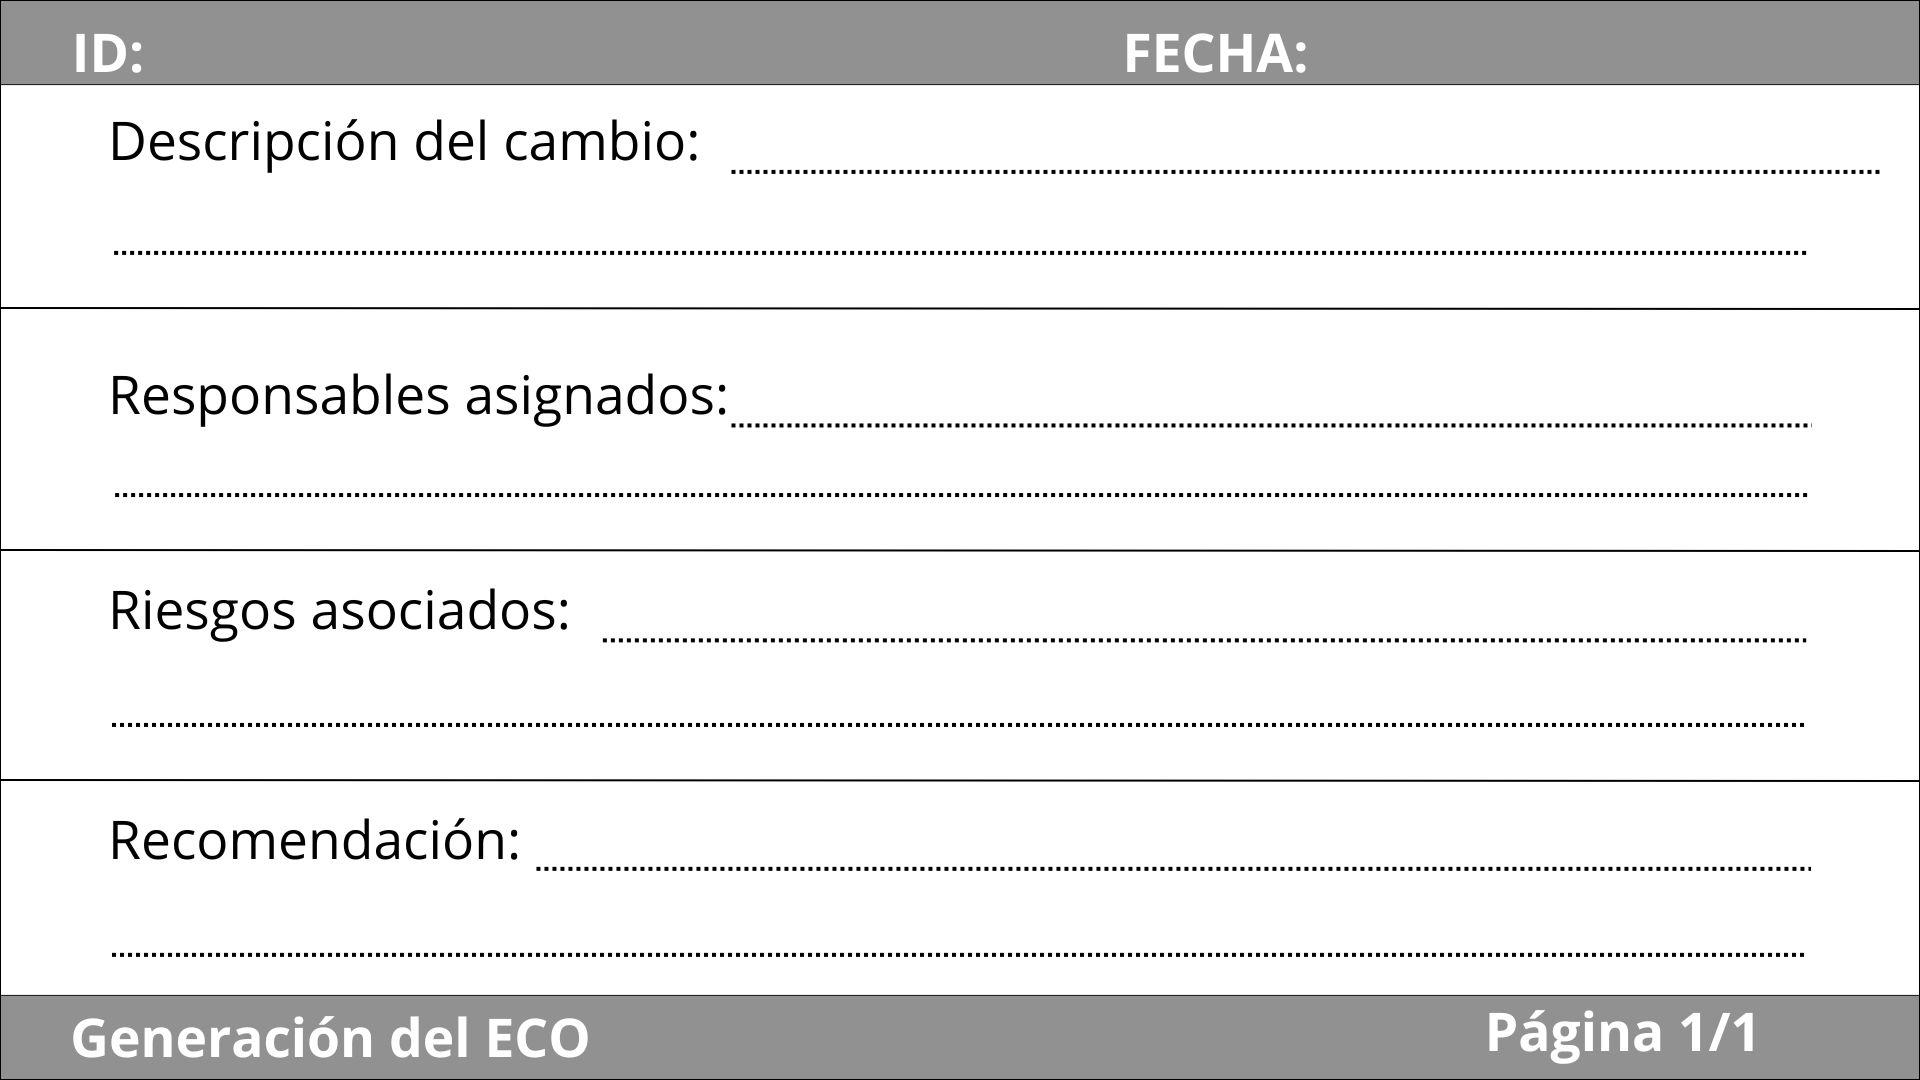 ID: FECHA:
Descripción del cambio:
Responsables asignados:
Riesgos asociados:
Recomendación:
Generación del ECO Página 1/1